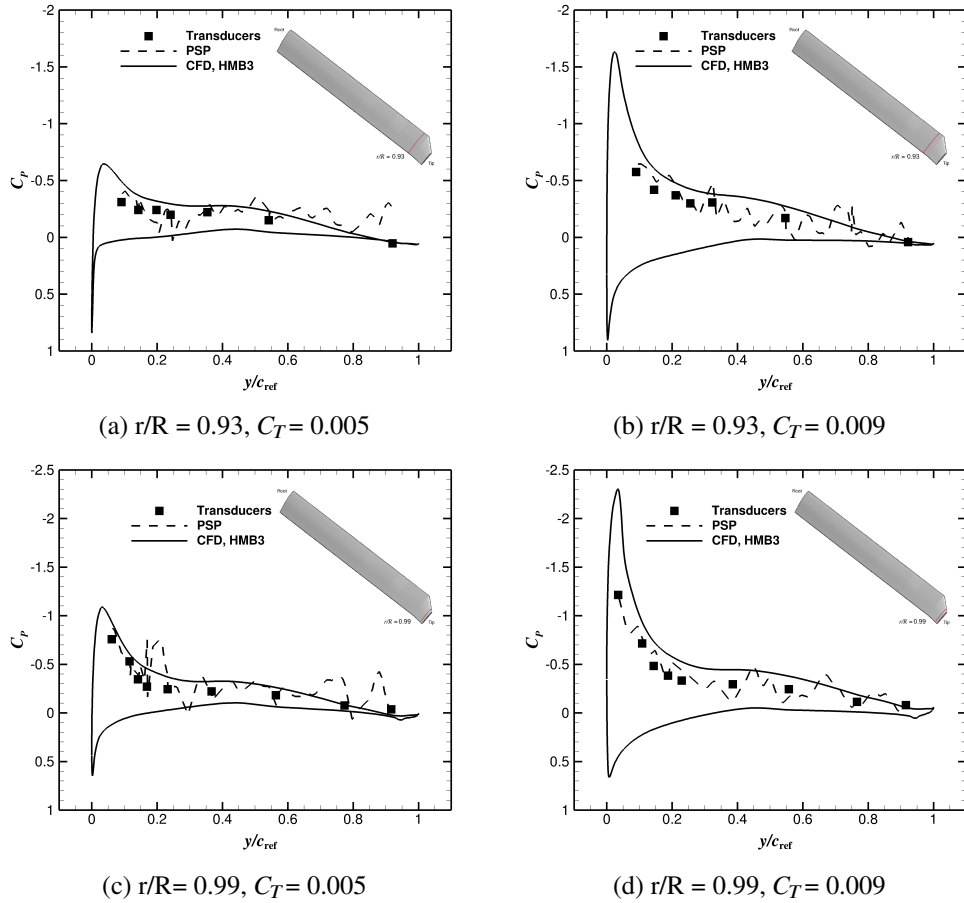 -2
-1.5
-1
-0.5
0
0.5
1
C_P
0 0.2 0.4 0.6 0.8 1
y/c_ref
Transducers
PSP
CFD, HMB3
Root
r/R = 0.93
Tip
(a) r/R = 0.93, C_T = 0.005
-2
-1.5
-1
-0.5
0
0.5
1
C_P
0 0.2 0.4 0.6 0.8 1
y/c_ref
Transducers
PSP
CFD, HMB3
Root
r/R = 0.93
Tip
(b) r/R = 0.93, C_T = 0.009
-2.5
-2
-1.5
-1
-0.5
0
0.5
1
C_P
0 0.2 0.4 0.6 0.8 1
y/c_ref
Transducers
PSP
CFD, HMB3
Root
r/R = 0.99
Tip
(c) r/R= 0.99, C_T = 0.005
-2.5
-2
-1.5
-1
-0.5
0
0.5
1
C_P
0 0.2 0.4 0.6 0.8 1
y/c_ref
Transducers
PSP
CFD, HMB3
Root
r/R = 0.99
Tip
(d) r/R = 0.99, C_T = 0.009